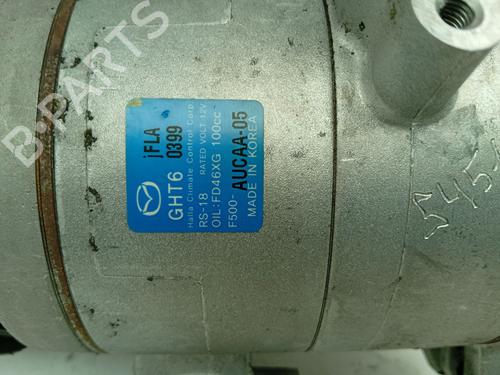 B-PARTS
jFLA
GHT6 0399
Halla Climate Control Corp.
RS-18 RATED VOLT 12V
OIL:FD46XG 100cc
F500- AUCAA-05
MADE IN KOREA